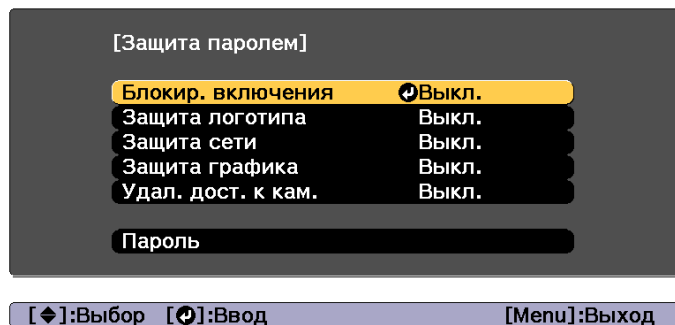 [Защита паролем]
Блокир. включения Выкл.
Защита логотипа Выкл.
Защита сети Выкл.
Защита графика Выкл.
Удал. дост. к кам. Выкл.
Пароль
[ ]:Выбор [ ]:Ввод [Menu]:Выход